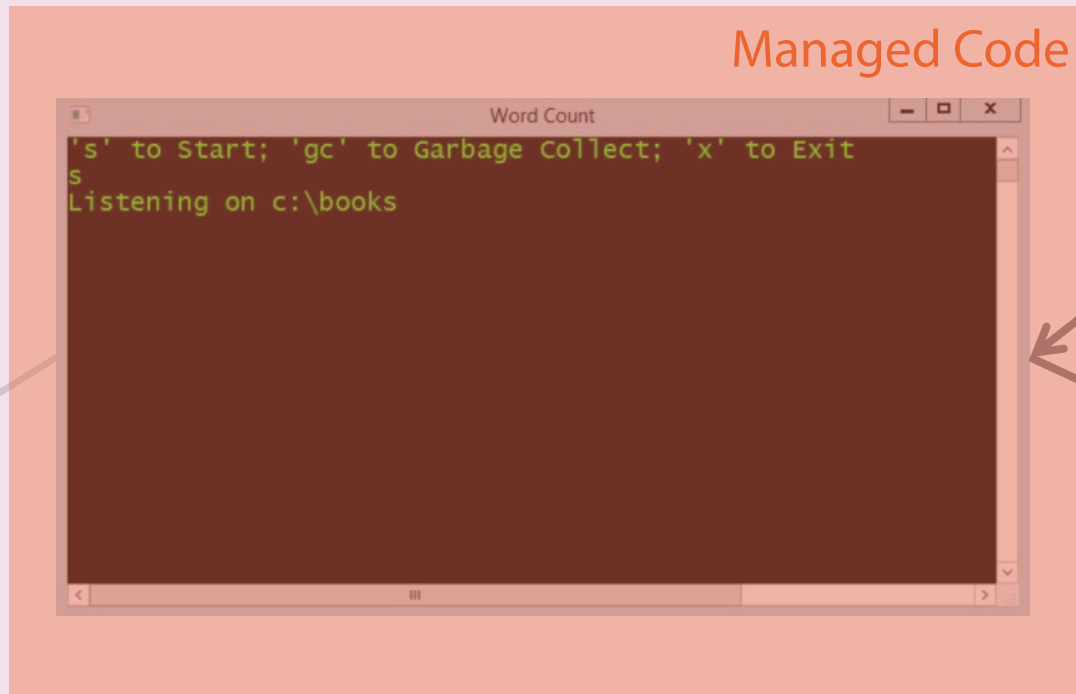 Managed Code
Word Count
's' to Start; 'gc' to Garbage Collect; 'x' to Exit
s
Listening on c:\books